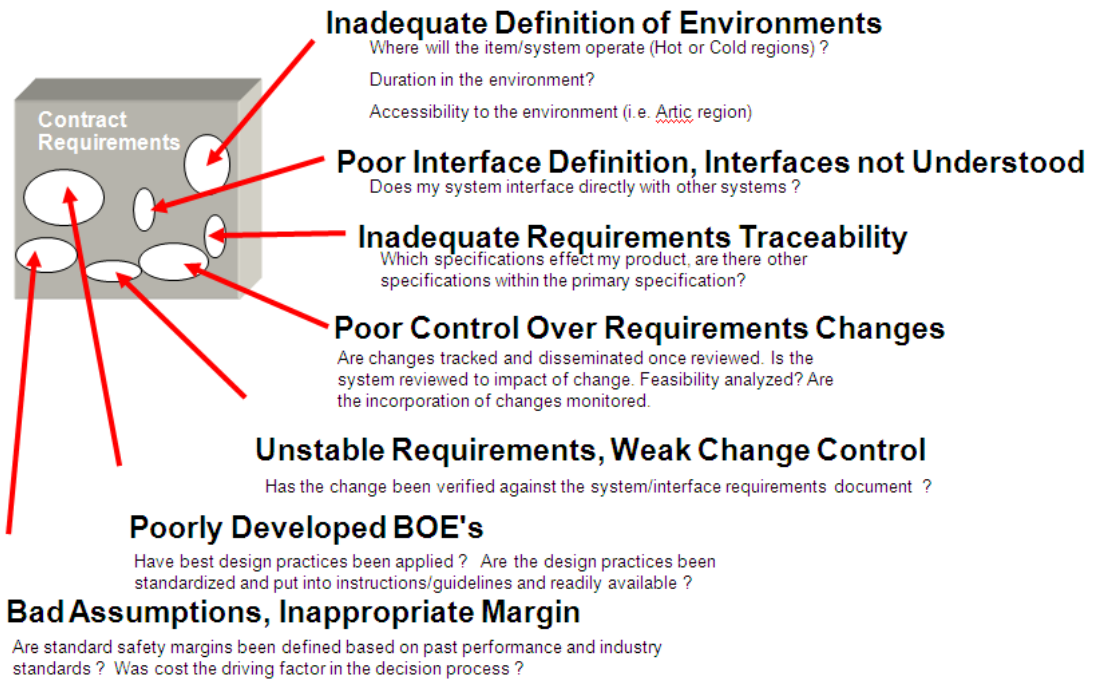 Inadequate Definition of Environments
Where will the item/system operate (Hot or Cold regions) ?
Duration in the environment?
Accessibility to the environment (i.e. Artic region)
Contract
Requirements
Poor Interface Definition, Interfaces not Understood
Does my system interface directly with other systems ?
Inadequate Requirements Traceability
Which specifications effect my product, are there other
specifications within the primary specification?
Poor Control Over Requirements Changes
Are changes tracked and disseminated once reviewed. Is the
system reviewed to impact of change. Feasibility analyzed? Are
the incorporation of changes monitored.
Unstable Requirements, Weak Change Control
Has the change been verified against the system/interface requirements document ?
Poorly Developed BOE's
Have best design practices been applied ? Are the design practices been
standardized and put into instructions/guidelines and readily available ?
Bad Assumptions, Inappropriate Margin
Are standard safety margins been defined based on past performance and industry
standards ? Was cost the driving factor in the decision process ?